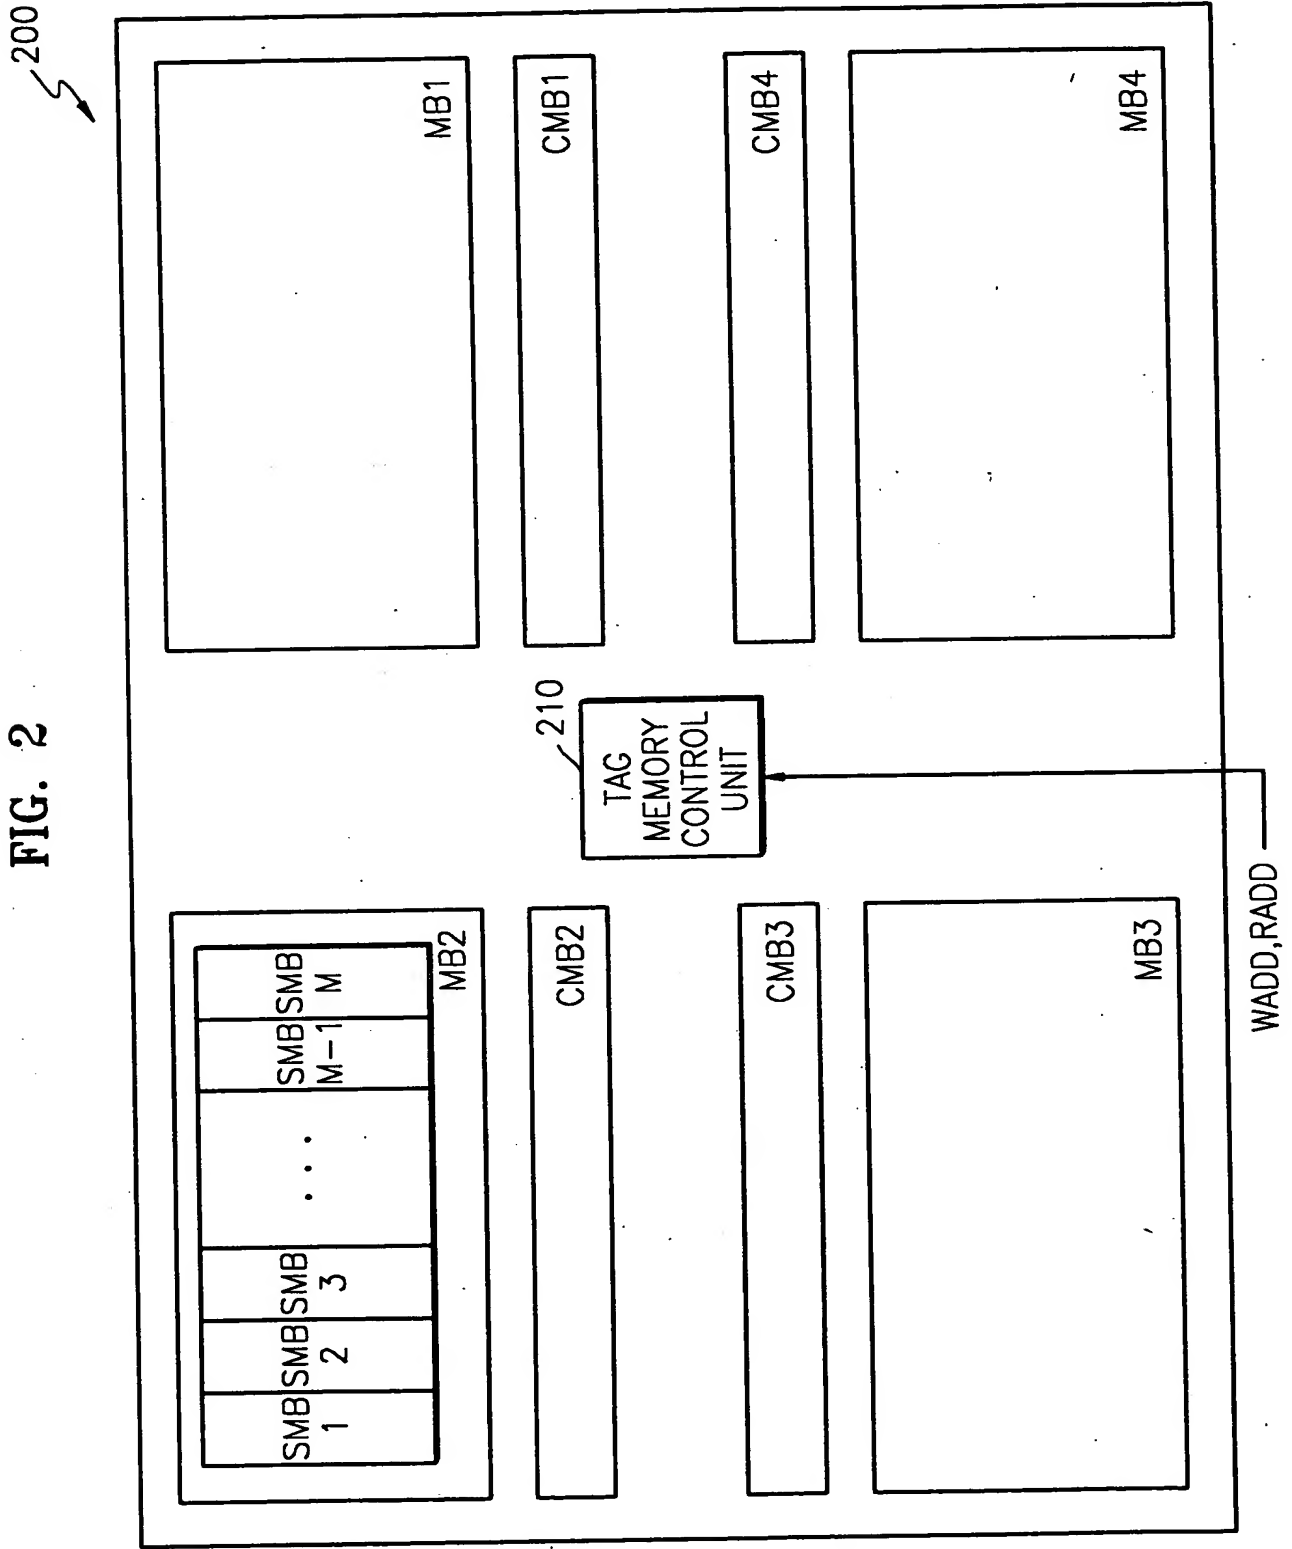 FIG. 2
200
SMB
1
SMB
2
SMB
3
. . .
SMB
M-1
SMB
M
MB2
MB1
CMB2
CMB1
210
TAG
MEMORY
CONTROL
UNIT
CMB3
CMB4
MB3
MB4
WADD,RADD